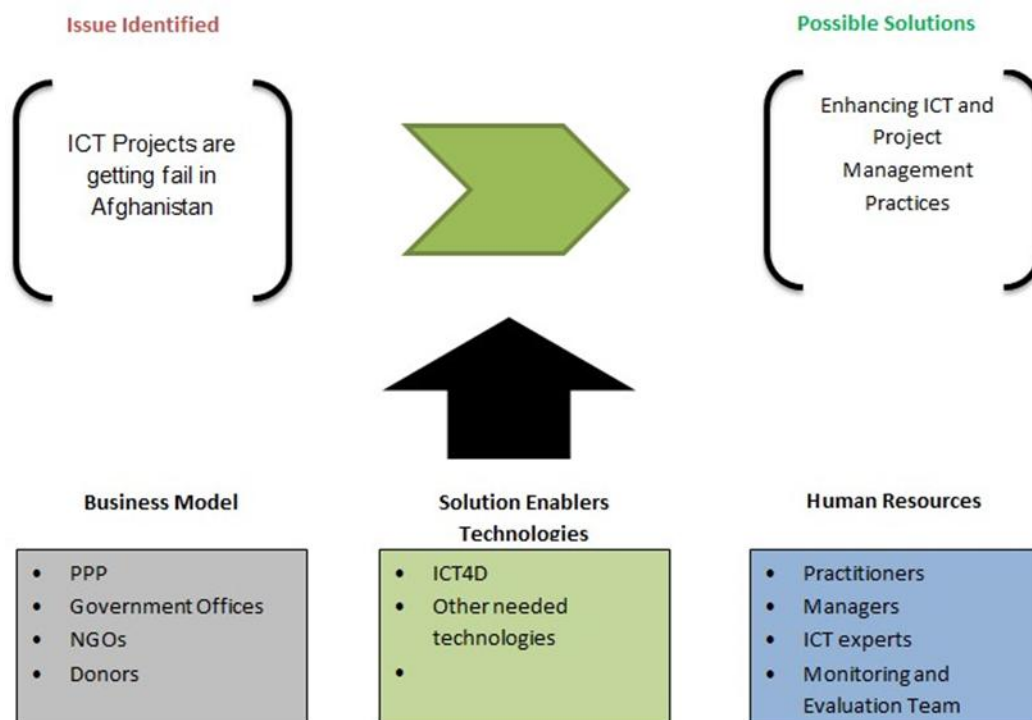 Issue Identified
Possible Solutions
ICT Projects are
getting fail in
Afghanistan
Enhancing ICT and
Project
Management
Practices
Business Model
Solution Enablers
Technologies
Human Resources
• PPP
• Government Offices
• NGOs
• Donors
• ICT4D
• Other needed
technologies
•
• Practitioners
• Managers
• ICT experts
• Monitoring and
Evaluation Team